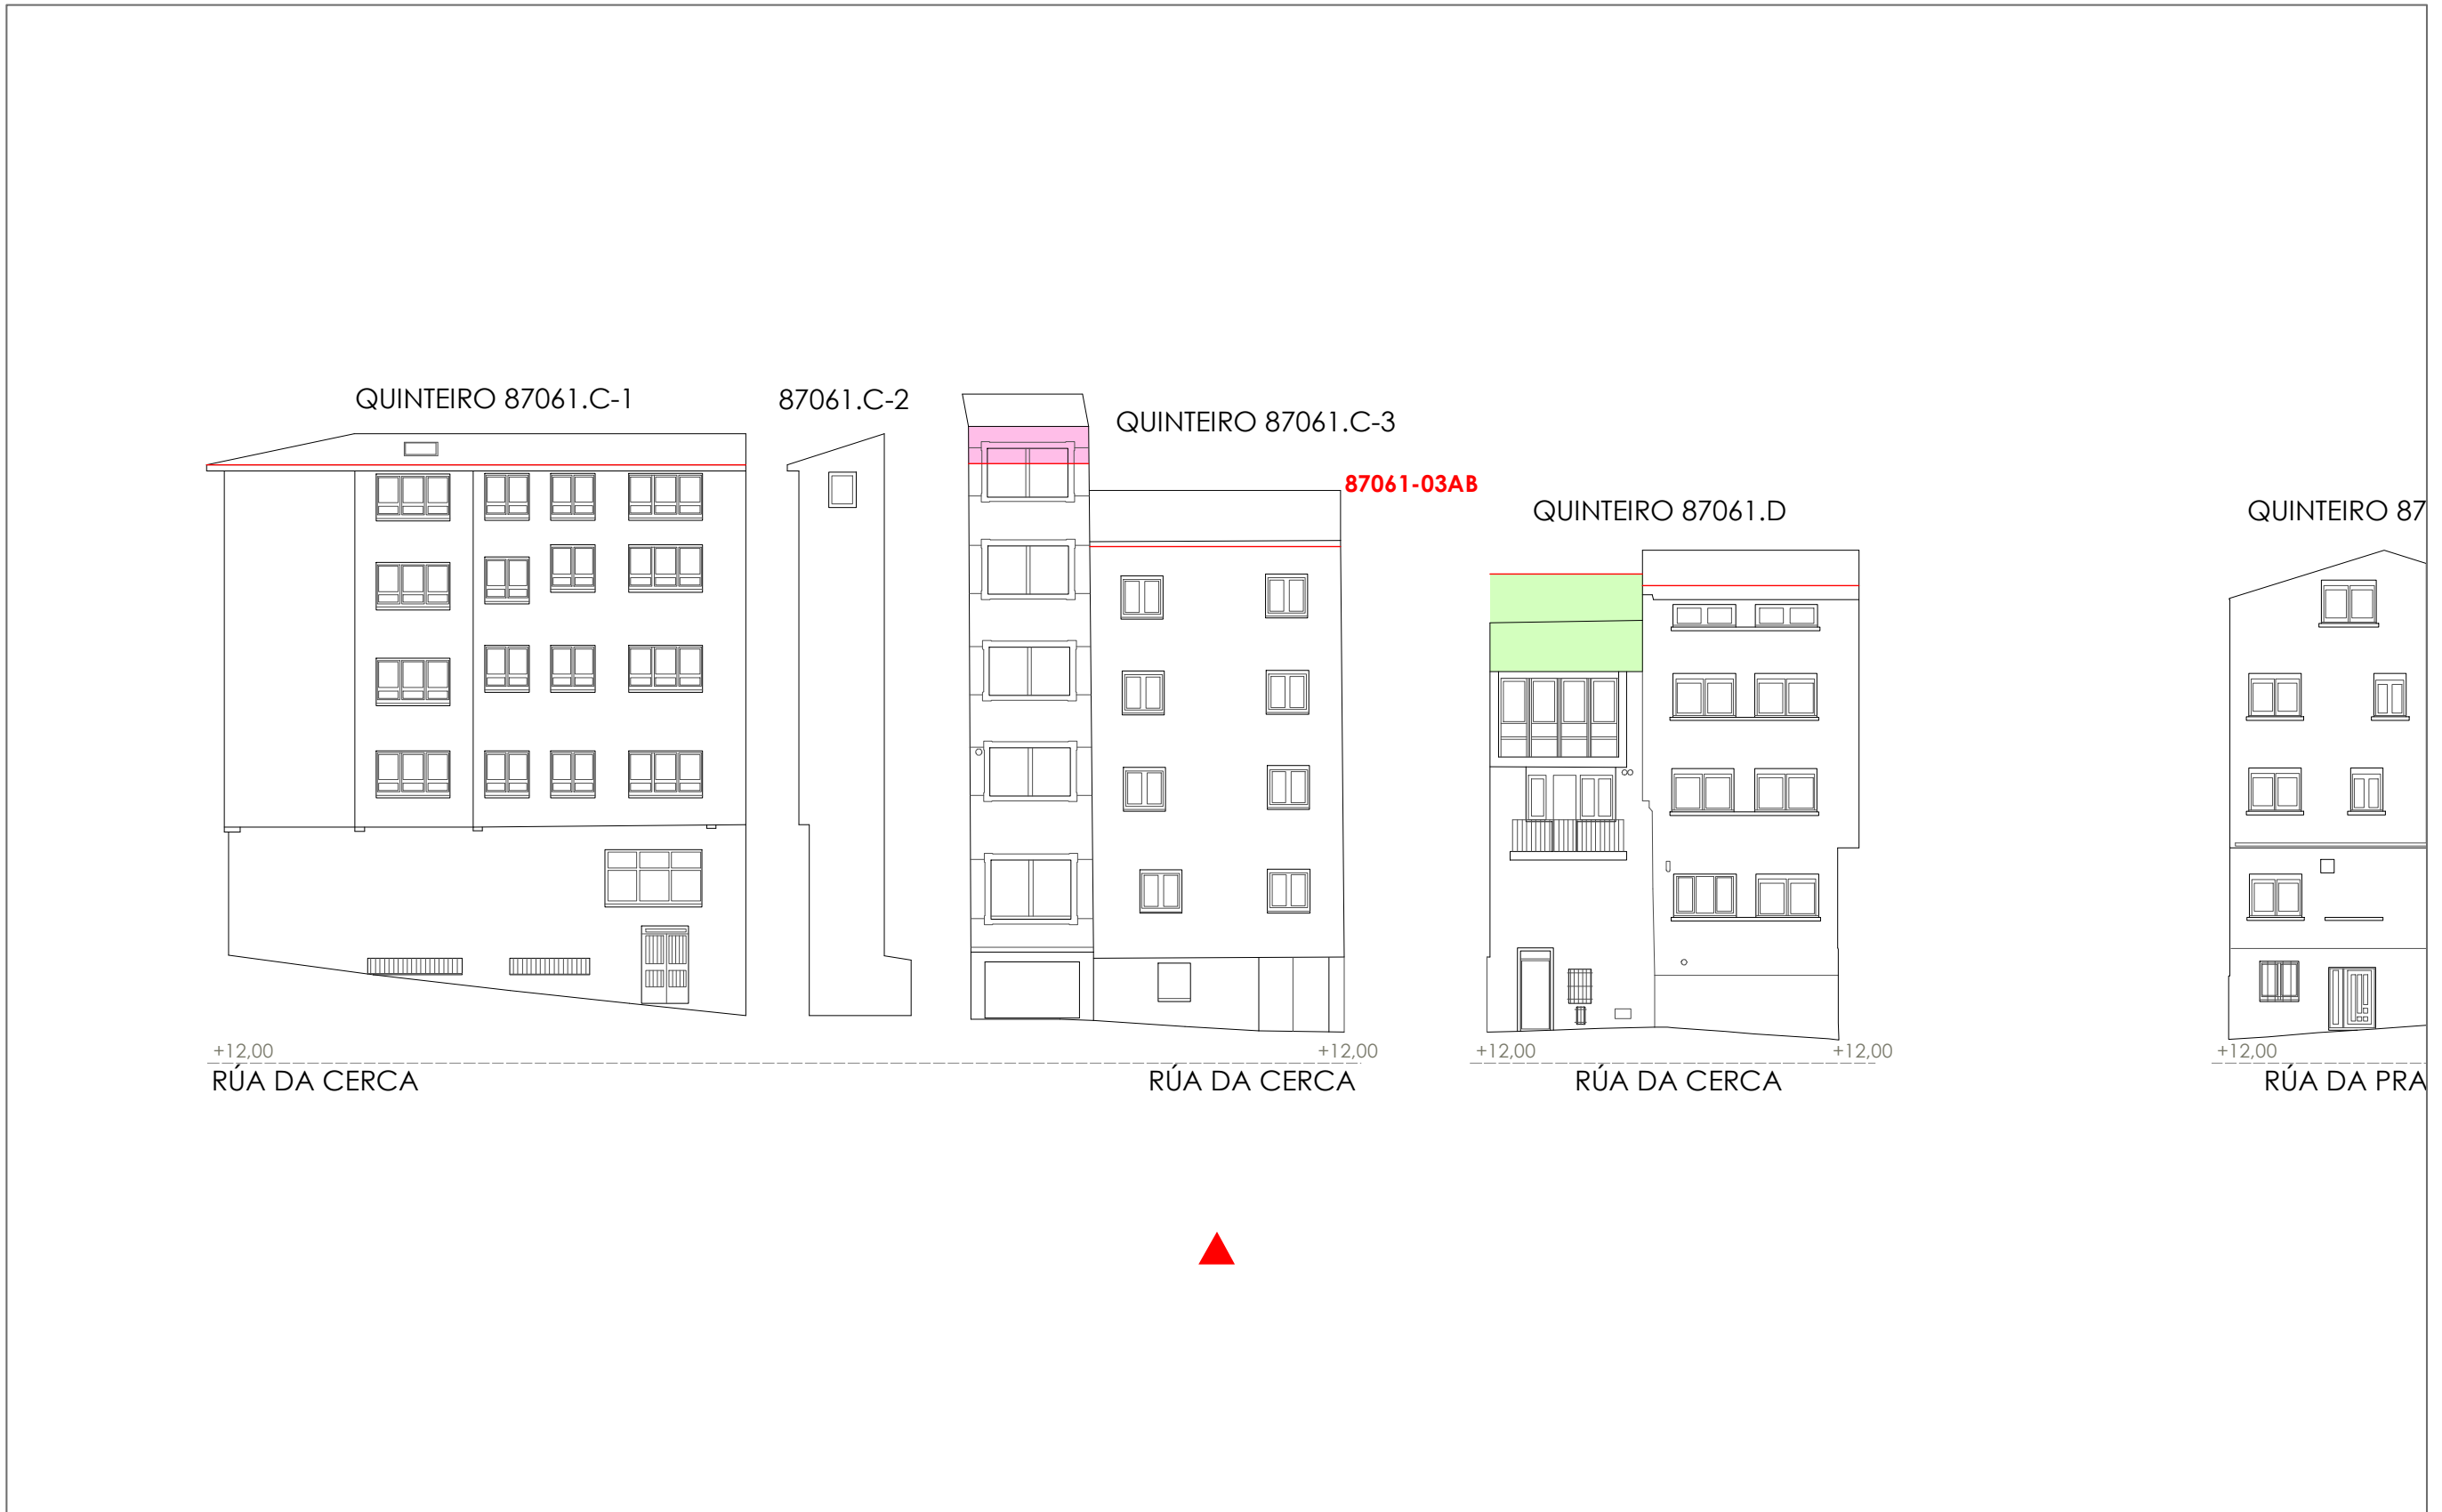 QUINTEIRO 87061.C-1
87061.C-2
QUINTEIRO 87061.C-3
87061-03AB
QUINTEIRO 87061.D
QUINTEIRO 87
+12,00
+12,00
+12,00
+12,00
+12,00
RÚA DA CERCA
RÚA DA CERCA
RÚA DA CERCA
RÚA DA PRA